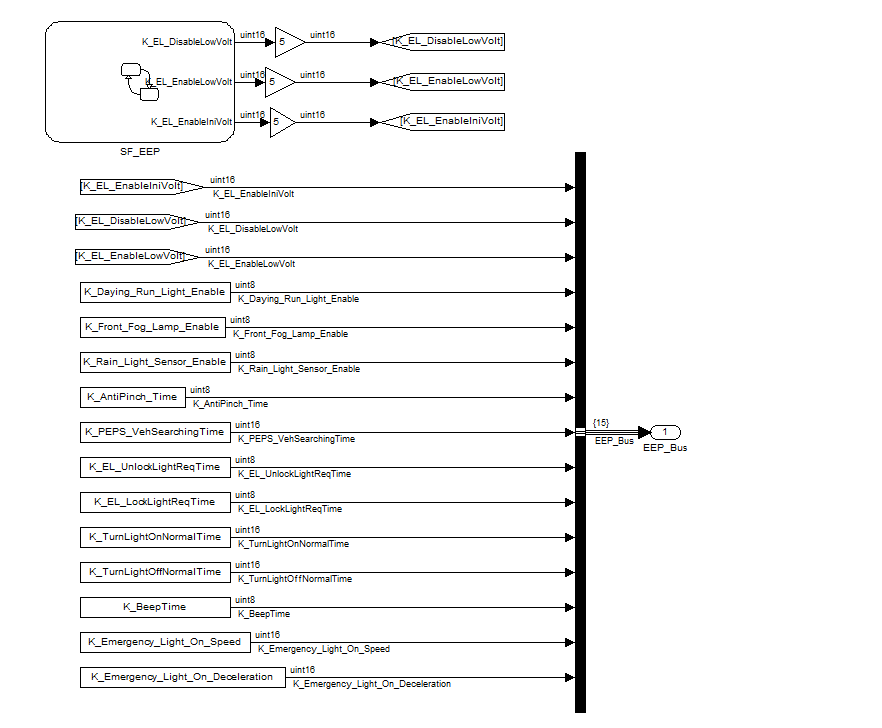 K_EL_DisableLowVolt uint16 5 uint16 [K_EL_DisableLowVolt]
K_EL_EnableLowVolt uint16 5 uint16 [K_EL_EnableLowVolt]
K_EL_EnableIniVolt uint16 5 uint16 [K_EL_EnableIniVolt]
SF_EEP
[K_EL_EnableIniVolt] uint16
K_EL_EnableIniVolt
[K_EL_DisableLowVolt] uint16
K_EL_DisableLowVolt
[K_EL_EnableLowVolt] uint16
K_EL_EnableLowVolt
K_Daying_Run_Light_Enable uint8
K_Daying_Run_Light_Enable
K_Front_Fog_Lamp_Enable uint8
K_Front_Fog_Lamp_Enable
K_Rain_Light_Sensor_Enable uint8
K_Rain_Light_Sensor_Enable
K_AntiPinch_Time uint8
K_AntiPinch_Time
K_PEPS_VehSearchingTime uint16
K_PEPS_VehSearchingTime
{15} 1
EEP_Bus EEP_Bus
K_EL_UnlockLightReqTime uint8
K_EL_UnlockLightReqTime
K_EL_LockLightReqTime uint8
K_EL_LockLightReqTime
K_TurnLightOnNormalTime uint16
K_TurnLightOnNormalTime
K_TurnLightOffNormalTime uint16
K_TurnLightOffNormalTime
K_BeepTime uint8
K_BeepTime
K_Emergency_Light_On_Speed uint16
K_Emergency_Light_On_Speed
K_Emergency_Light_On_Deceleration uint16
K_Emergency_Light_On_Deceleration